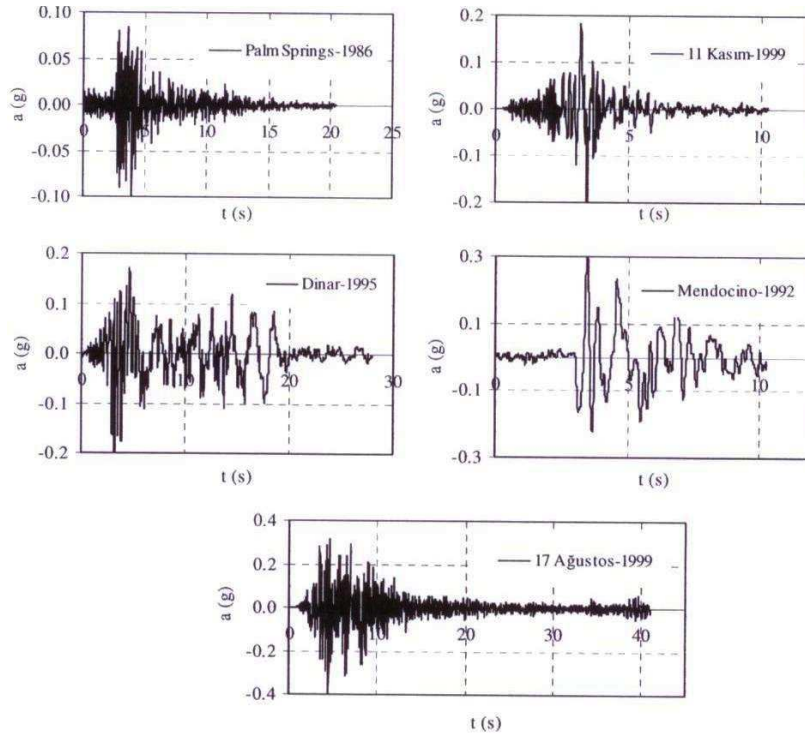 0.10
0.05
0.00
-0.05
-0.10
a (g)
Palm Springs-1986
0 5 10 15 20 25
t (s)
0.2
0.1
0.0
-0.1
-0.2
a (g)
11 Kasım-1999
5 10
t (s)
0.2
0.1
0.0
-0.1
-0.2
a (g)
Dinar-1995
0 10 20 30
t (s)
0.3
0.1
-0.1
-0.3
a (g)
Mendocino-1992
0 5 10
t (s)
0.4
0.2
0.0
-0.2
-0.4
a (g)
17 Ağustos-1999
0 10 20 30 40
t (s)